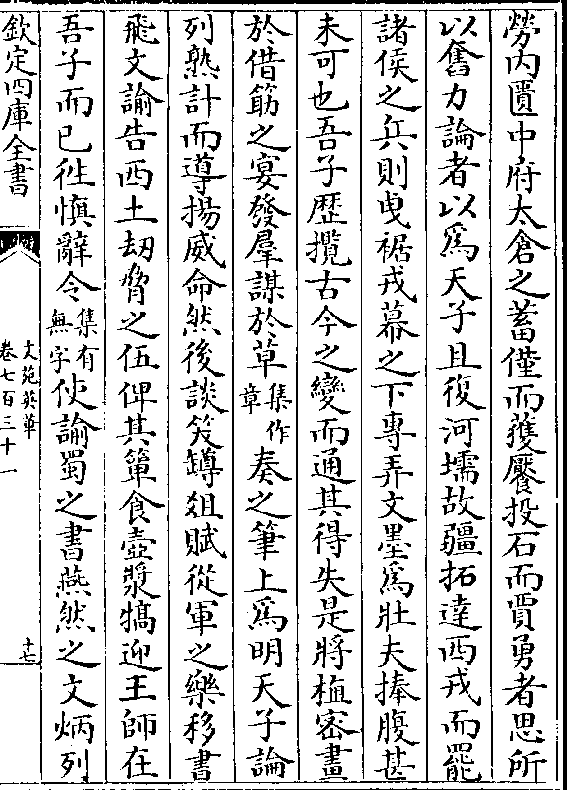 勞内匱中府太倉之蓄僅而獲饜投石而賈勇者思所
以奮力論者以爲天子且復河壖故疆拓達西戎而罷
諸侯之兵則曳裾戎幕之下專弄文墨爲壯夫捧腹甚
未可也吾子歴攬古今之變而通其得失是將植密畫
於借筯之宴發羣謀於草集作章奏之筆上爲明天子論
列熟計而導揚威命然後談笑罇俎賦從軍之樂移書
飛文諭告西土刼脅之伍俾其簞食壺漿犒迎王師在
吾子而已徃慎辭令集有無字使諭蜀之書燕然之文炳列
欽定四庫全書
文苑英華
卷七百三十一
十七